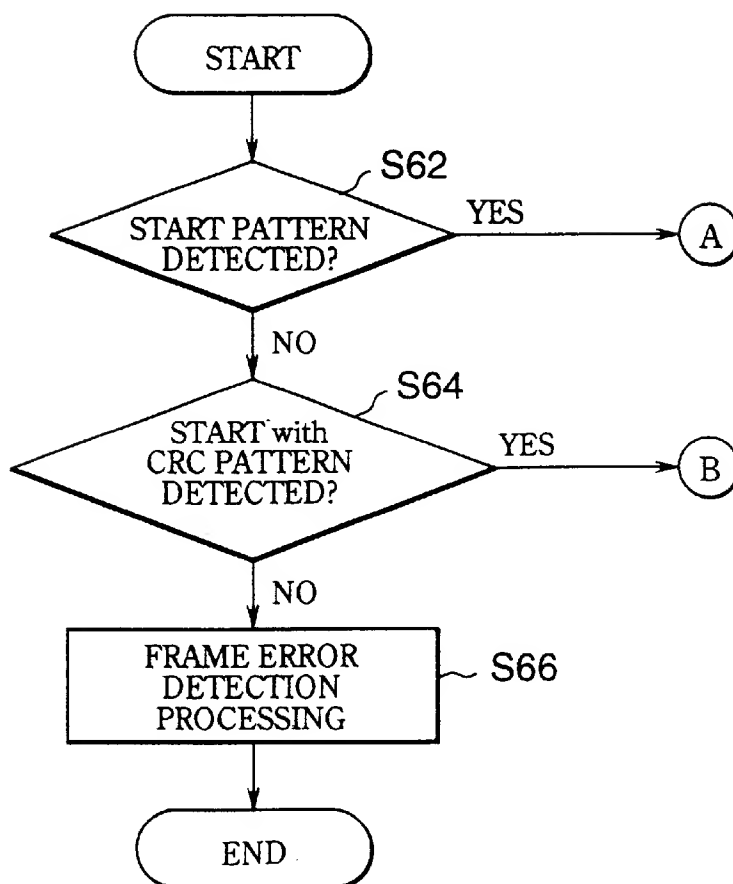 START
S62
START PATTERN
DETECTED?
YES
A
NO
S64
START with
CRC PATTERN
DETECTED?
YES
B
NO
FRAME ERROR
DETECTION
PROCESSING
S66
END